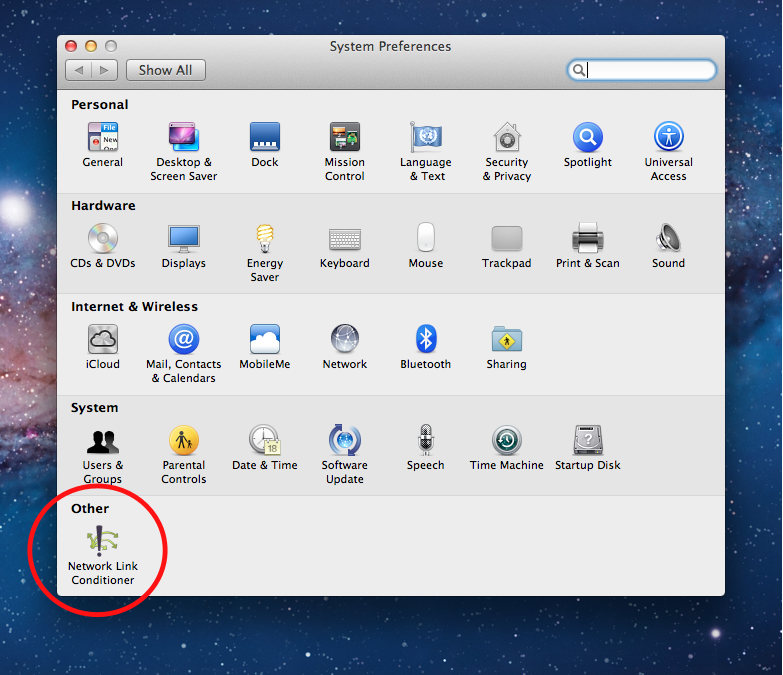 System Preferences
Show All
Personal
File
New
General
Desktop &
Screen Saver
Dock
Mission
Control
Language
& Text
Security
& Privacy
Spotlight
Universal
Access
Hardware
CDs & DVDs
Displays
Energy
Saver
Keyboard
Mouse
Trackpad
Print & Scan
Sound
Internet & Wireless
iCloud
@
Mail, Contacts
& Calendars
MobileMe
Network
Bluetooth
Sharing
System
Users &
Groups
Parental
Controls
18
Date & Time
Software
Update
Speech
Time Machine
?
Startup Disk
Other
Network Link
Conditioner